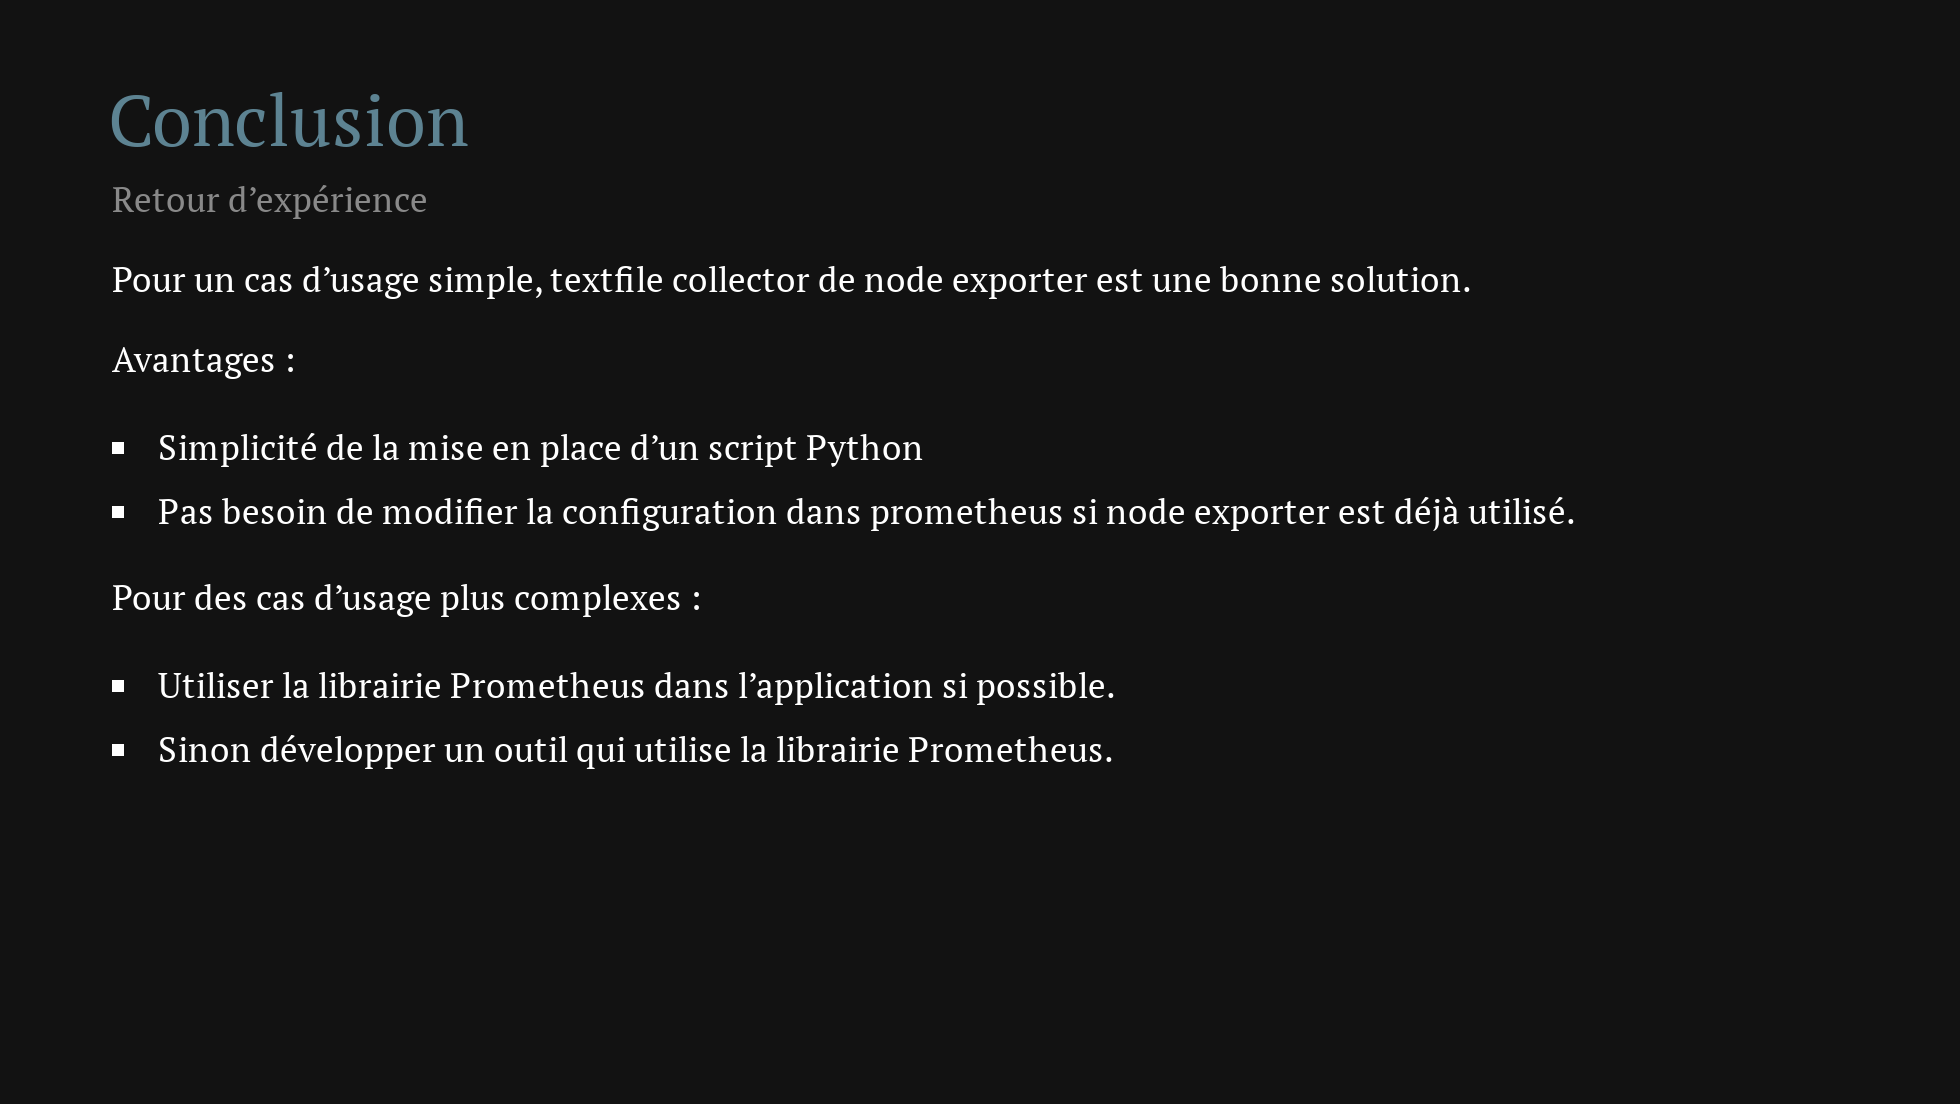 Conclusion
Retour d’expérience
Pour un cas d’usage simple, textfile collector de node exporter est une bonne solution.
Avantages :
▪ Simplicité de la mise en place d’un script Python
▪ Pas besoin de modifier la configuration dans prometheus si node exporter est déjà utilisé.
Pour des cas d’usage plus complexes :
▪ Utiliser la librairie Prometheus dans l’application si possible.
▪ Sinon développer un outil qui utilise la librairie Prometheus.